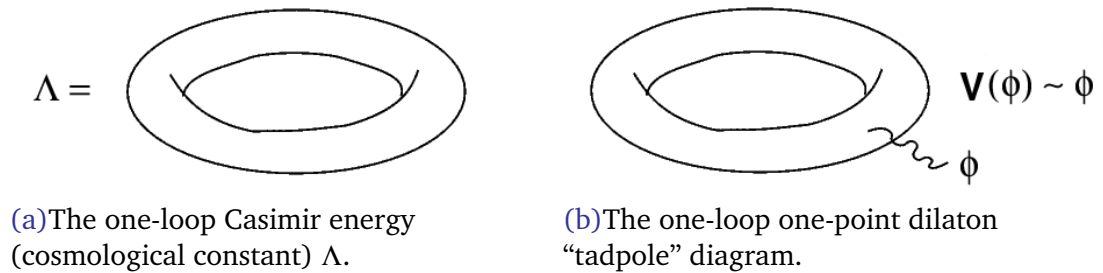 Λ =
V(ϕ) ~ ϕ
ϕ
(a)The one-loop Casimir energy
(cosmological constant) Λ.
(b)The one-loop one-point dilaton
“tadpole” diagram.